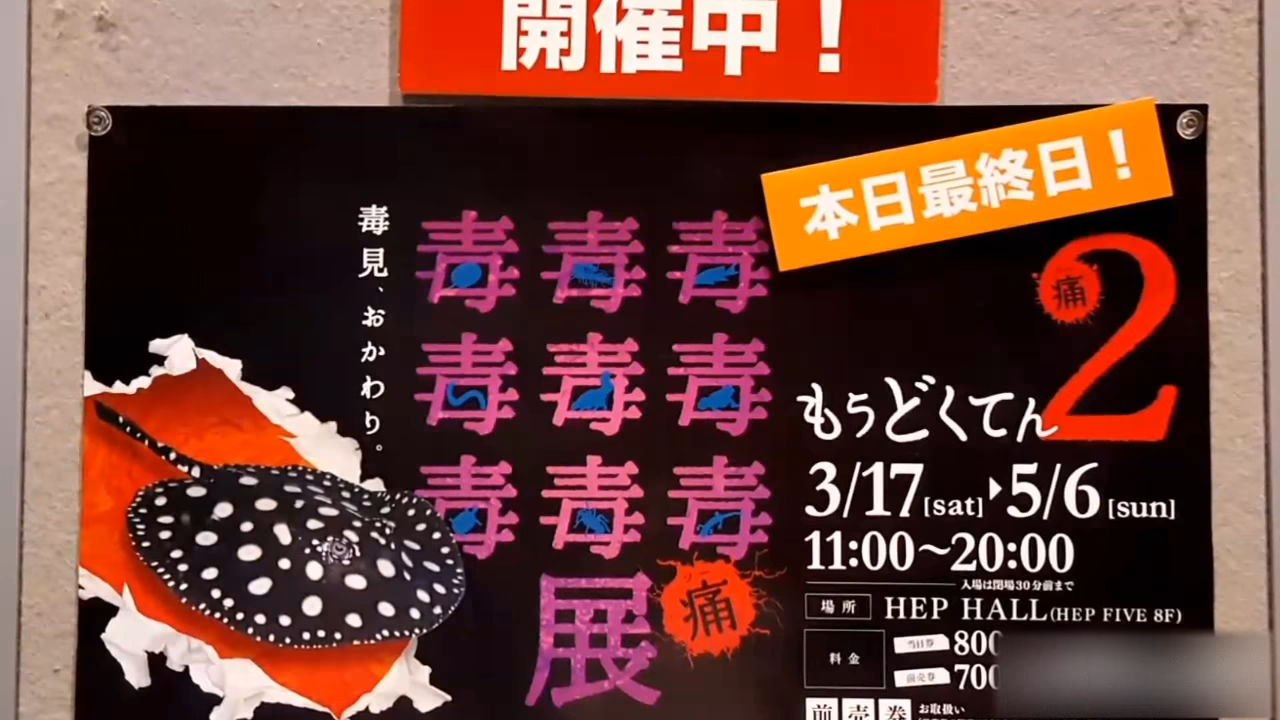 開催中！
本日最終日！
毒見、おかわり。
毒毒毒
毒毒毒
毒毒毒
展
痛
痛
2
もうどくてん
3/17[sat]▶5/6[sun]
11:00～20:00
入場は閉場30分前まで
場所 HEP HALL(HEP FIVE 8F)
料金
当日券 800
前売券 700
前売券 お取扱い